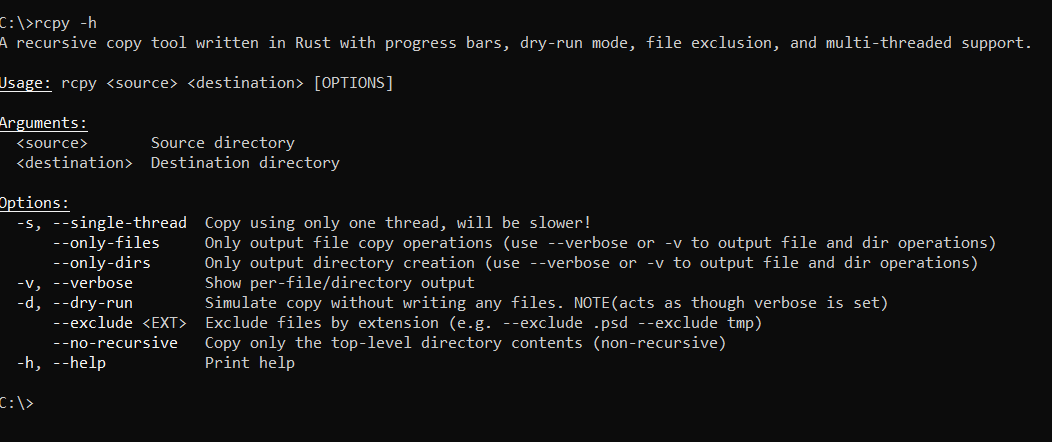 C:\>rcpy -h
A recursive copy tool written in Rust with progress bars, dry-run mode, file exclusion, and multi-threaded support.
Usage: rcpy <source> <destination> [OPTIONS]
Arguments:
<source> Source directory
<destination> Destination directory
Options:
-s, --single-thread Copy using only one thread, will be slower!
--only-files Only output file copy operations (use --verbose or -v to output file and dir operations)
--only-dirs Only output directory creation (use --verbose or -v to output file and dir operations)
-v, --verbose Show per-file/directory output
-d, --dry-run Simulate copy without writing any files. NOTE(acts as though verbose is set)
--exclude <EXT> Exclude files by extension (e.g. --exclude .psd --exclude tmp)
--no-recursive Copy only the top-level directory contents (non-recursive)
-h, --help Print help
C:\>